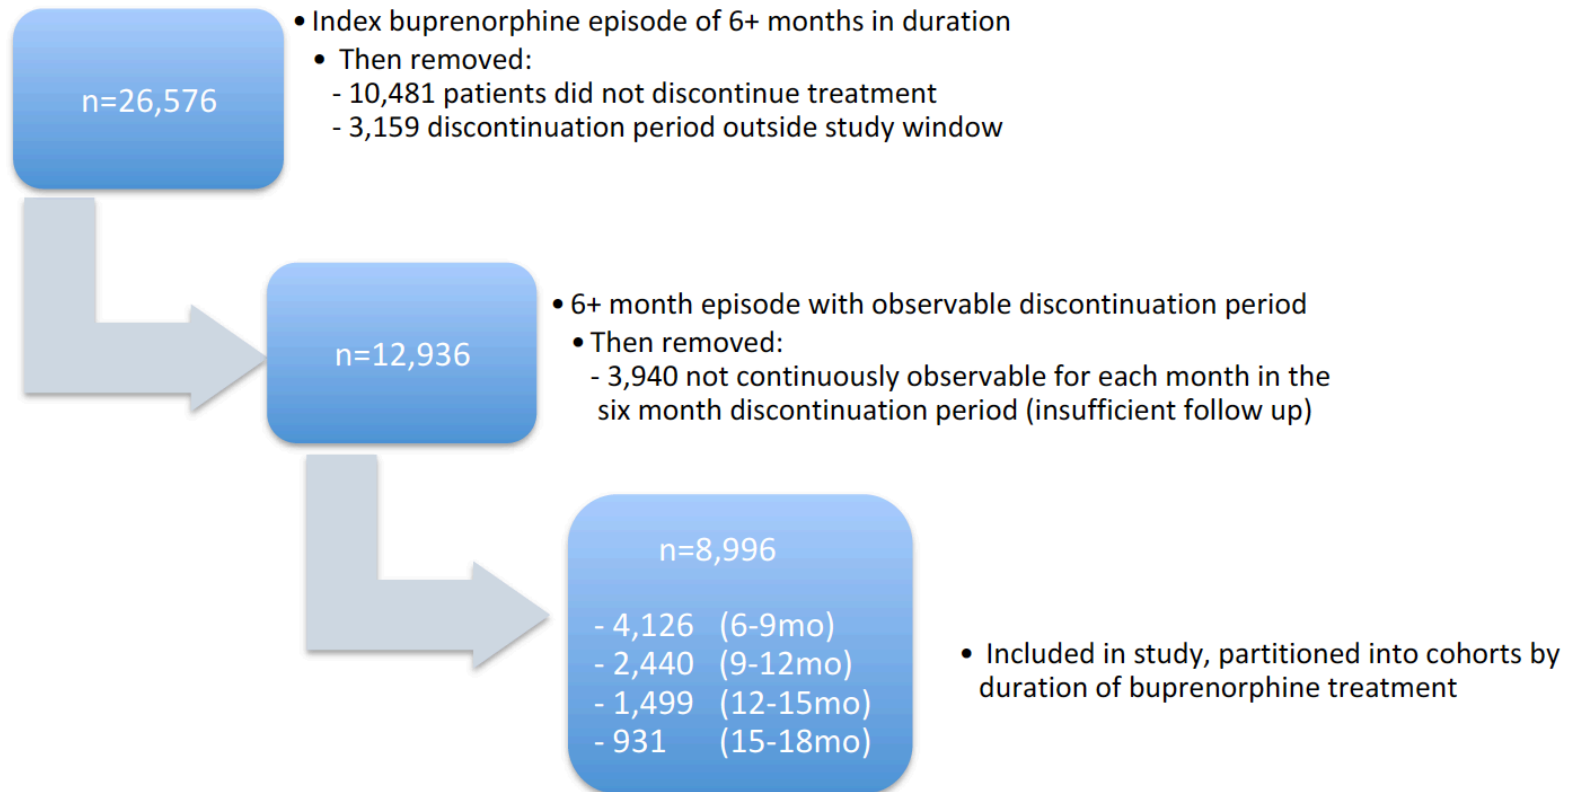 • Index buprenorphine episode of 6+ months in duration
• Then removed:
- 10,481 patients did not discontinue treatment
- 3,159 discontinuation period outside study window
n=26,576
• 6+ month episode with observable discontinuation period
• Then removed:
- 3,940 not continuously observable for each month in the
six month discontinuation period (insufficient follow up)
n=12,936
n=8,996
- 4,126 (6-9mo)
- 2,440 (9-12mo)
- 1,499 (12-15mo)
- 931 (15-18mo)
• Included in study, partitioned into cohorts by
duration of buprenorphine treatment